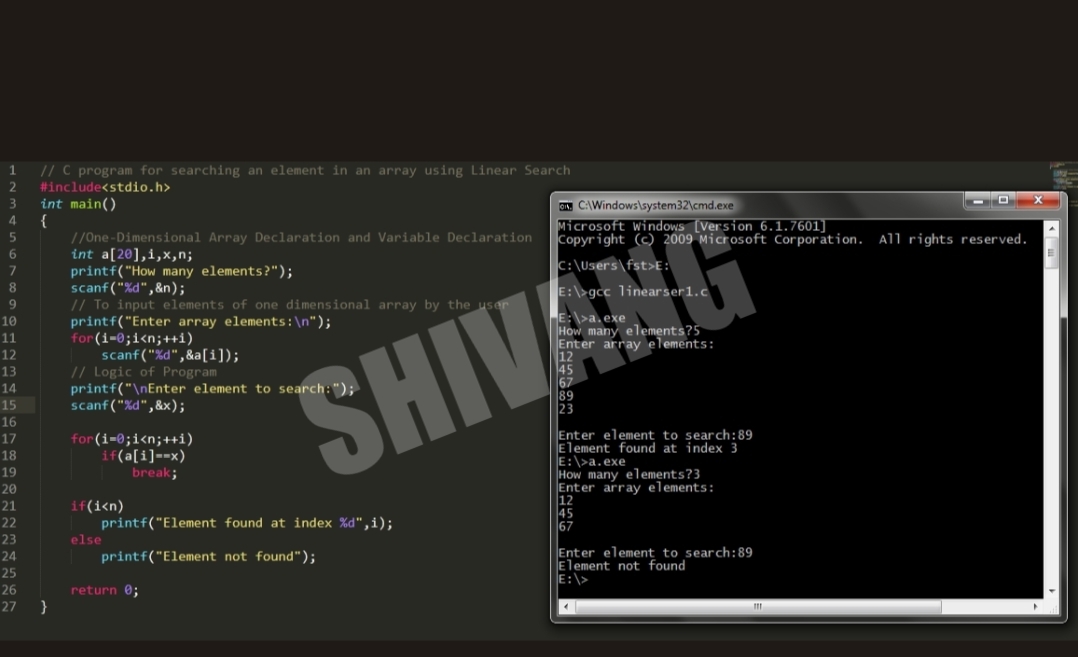 1 // C program for searching an element in an array using Linear Search
2 #include<stdio.h>
3 int main()
4 {
5 //One-Dimensional Array Declaration and Variable Declaration
6 int a[20],i,x,n;
7 printf("How many elements?");
8 scanf("%d",&n);
9 // To input elements of one dimensional array by the user
10 printf("Enter array elements:\n");
11 for(i=0;i<n;++i)
12 scanf("%d",&a[i]);
13 // Logic of Program
14 printf("\nEnter element to search:");
15 scanf("%d",&x);
16
17 for(i=0;i<n;++i)
18 if(a[i]==x)
19 break;
20
21 if(i<n)
22 printf("Element found at index %d",i);
23 else
24 printf("Element not found");
25
26 return 0;
27 }
C:\Windows\system32\cmd.exe
Microsoft Windows [Version 6.1.7601]
Copyright (c) 2009 Microsoft Corporation. All rights reserved.
C:\Users\fst>E:
E:\>gcc linearser1.c
E:\>a.exe
How many elements?5
Enter array elements:
12
45
67
89
23
Enter element to search:89
Element found at index 3
E:\>a.exe
How many elements?3
Enter array elements:
12
45
67
Enter element to search:89
Element not found
E:\>
SHIVANG